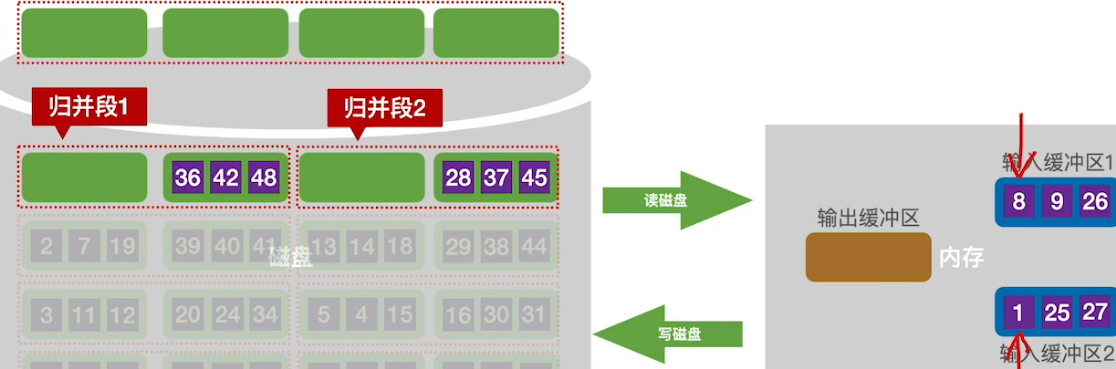 归并段1 归并段2
36 42 48 28 37 45
读磁盘
输入缓冲区1
8 9 26
输出缓冲区
2 7 19 39 40 41 13 14 18 29 38 44
磁盘
内存
3 11 12 20 24 34 5 4 15 16 30 31
1 25 27
写磁盘
输入缓冲区2